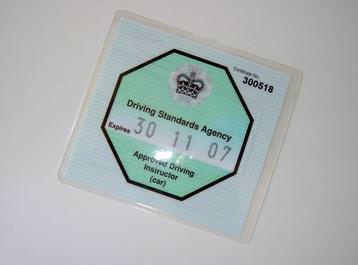 Certificate No.
300518
Driving Standards Agency
Expires 30 11 07
Approved Driving
Instructor
(car)